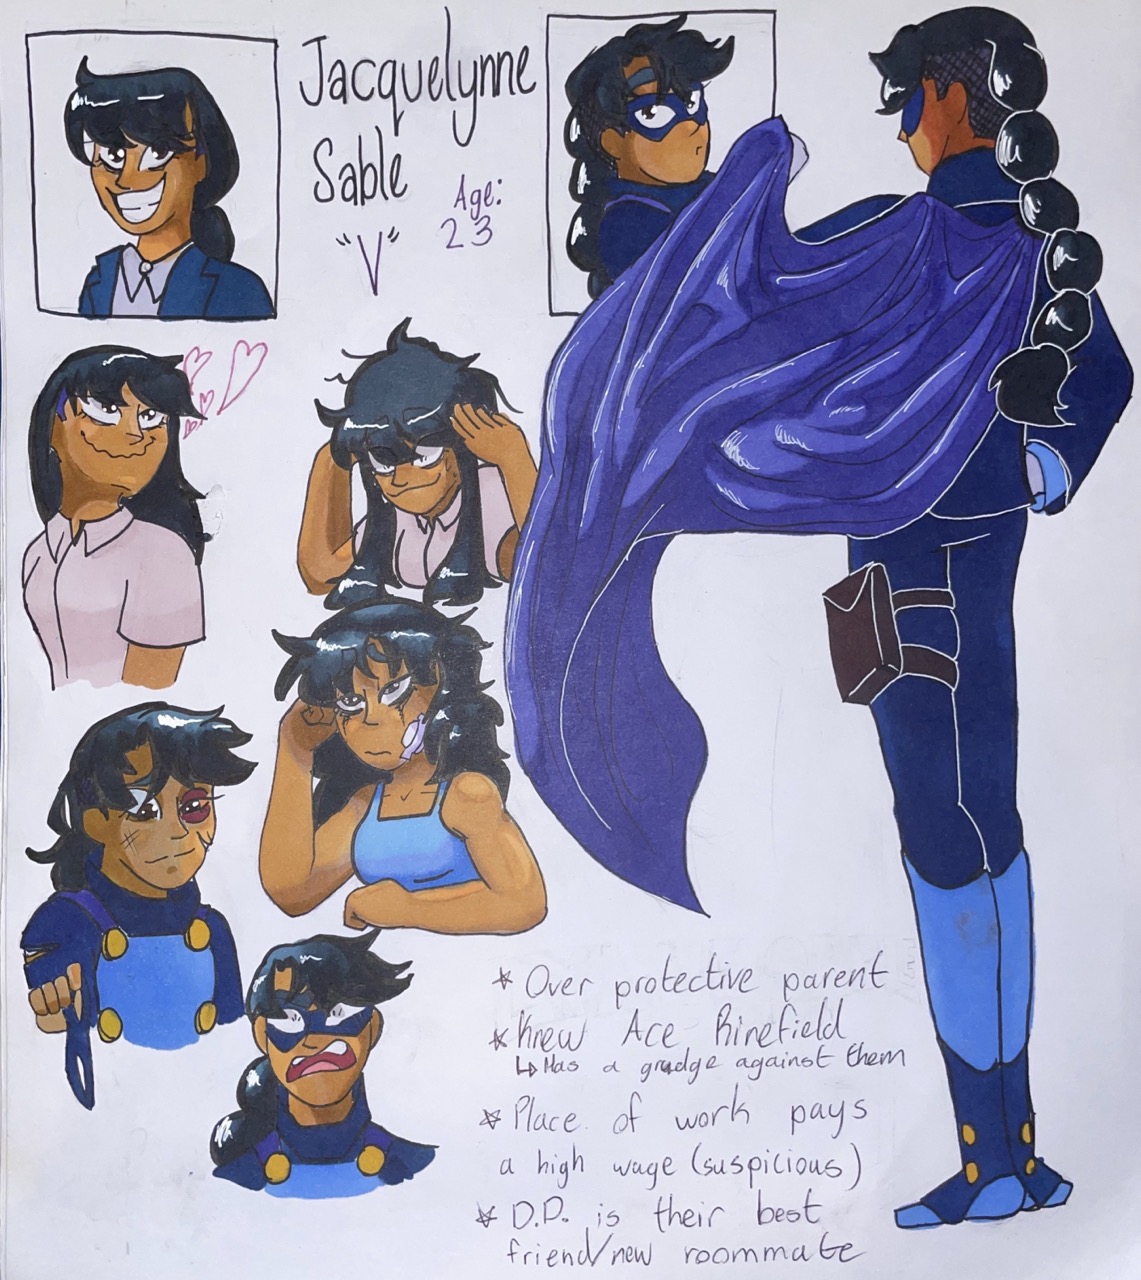 Jacquelynne
Sable
"V"
Age:
23
* Over protective parent
* Knew Ace Rinefield
↳ Has a grudge against them
* Place of work pays
a high wage (suspicious)
* D.D. is their best
friend/new roommate